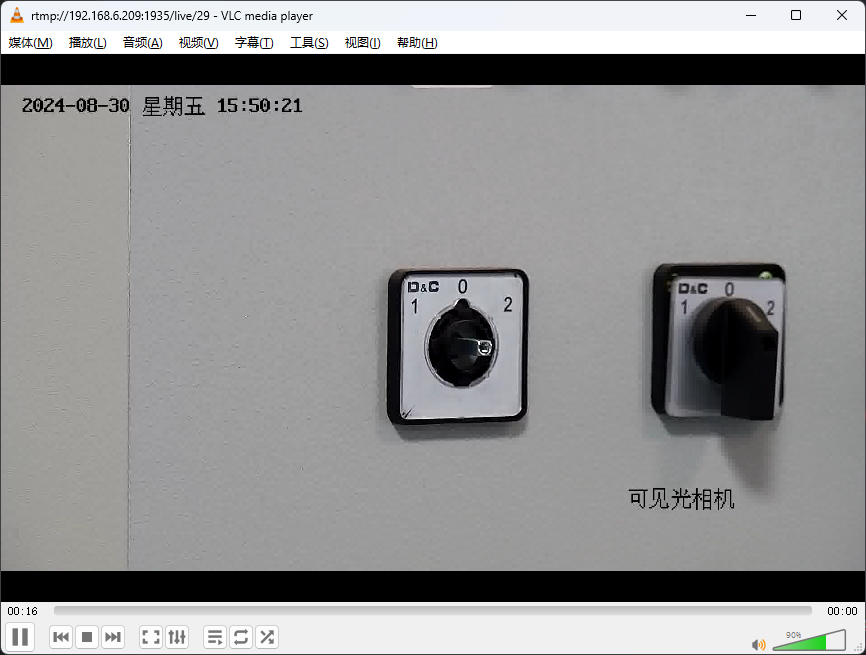 rtmp://192.168.6.209:1935/live/29 - VLC media player
媒体(M) 播放(L) 音频(A) 视频(V) 字幕(T) 工具(S) 视图(I) 帮助(H)
2024-08-30 星期五 15:50:21
D&C 0
1 2
D&C 0
1 2
可见光相机
00:16 00:00
90%